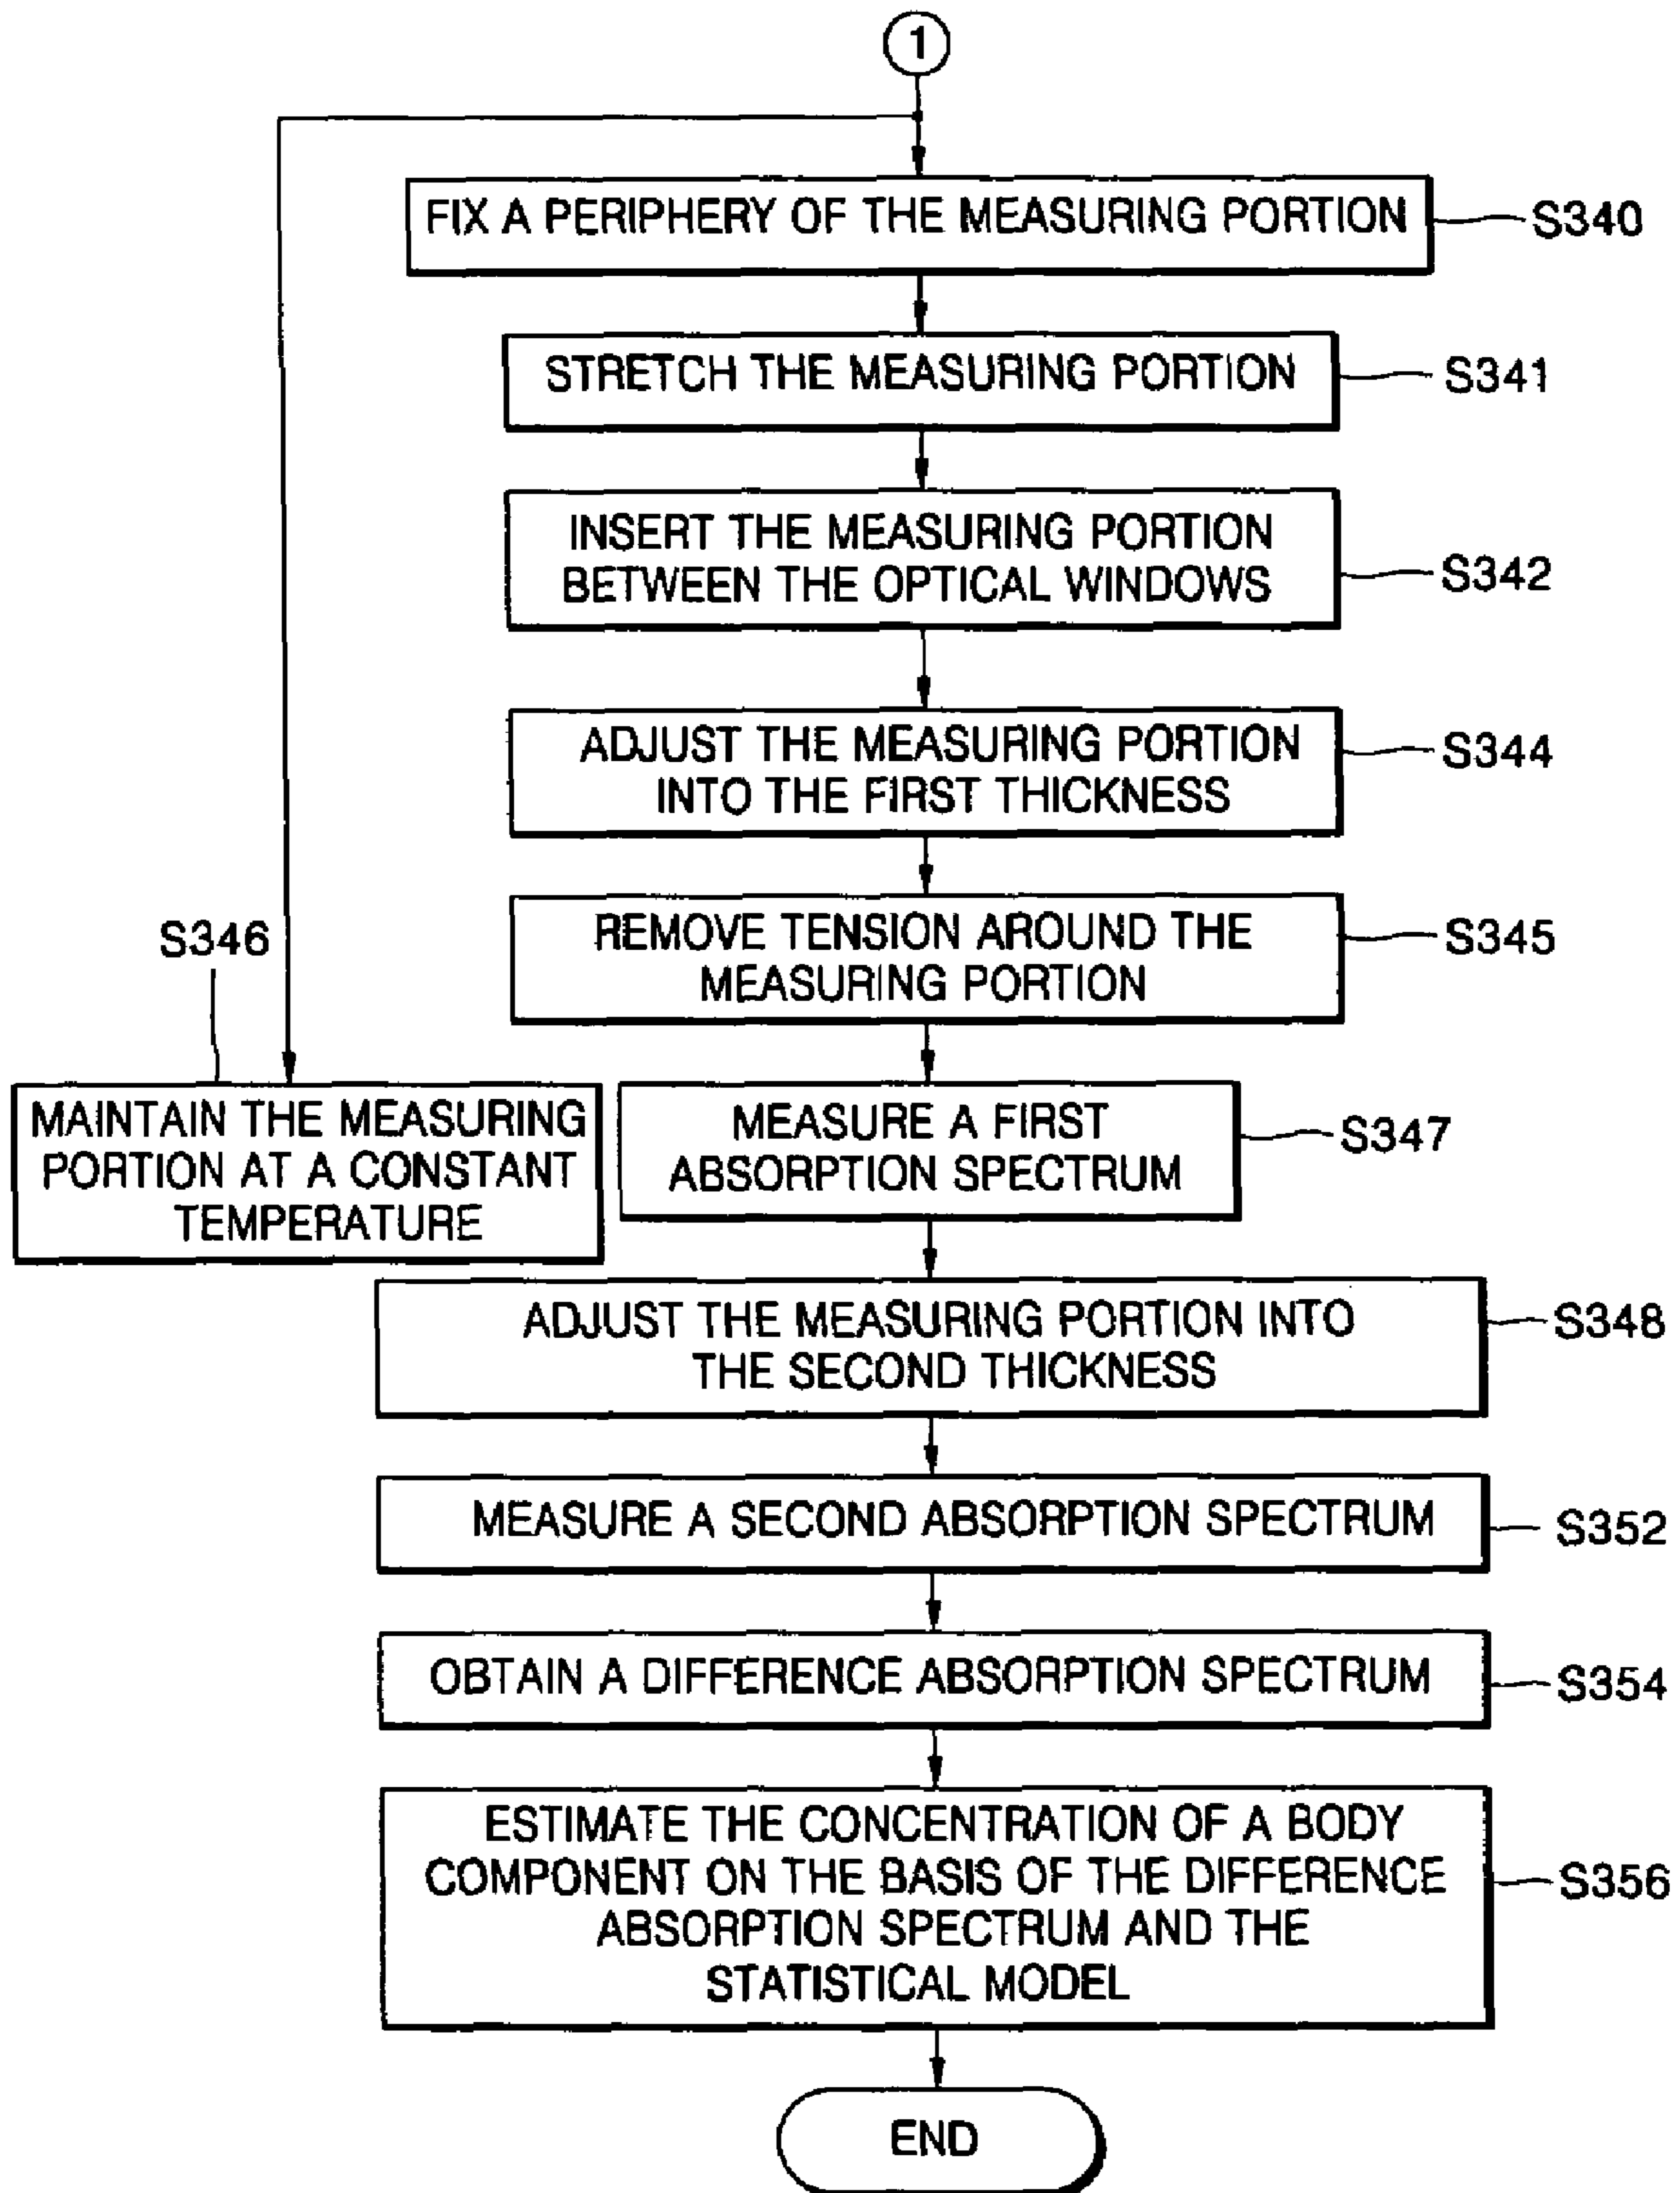 1
FIX A PERIPHERY OF THE MEASURING PORTION
S340
STRETCH THE MEASURING PORTION
S341
INSERT THE MEASURING PORTION
BETWEEN THE OPTICAL WINDOWS
S342
ADJUST THE MEASURING PORTION
INTO THE FIRST THICKNESS
S344
REMOVE TENSION AROUND THE
MEASURING PORTION
S345
S346
MAINTAIN THE MEASURING
PORTION AT A CONSTANT
TEMPERATURE
MEASURE A FIRST
ABSORPTION SPECTRUM
S347
ADJUST THE MEASURING PORTION INTO
THE SECOND THICKNESS
S348
MEASURE A SECOND ABSORPTION SPECTRUM
S352
OBTAIN A DIFFERENCE ABSORPTION SPECTRUM
S354
ESTIMATE THE CONCENTRATION OF A BODY
COMPONENT ON THE BASIS OF THE DIFFERENCE
ABSORPTION SPECTRUM AND THE
STATISTICAL MODEL
S356
END